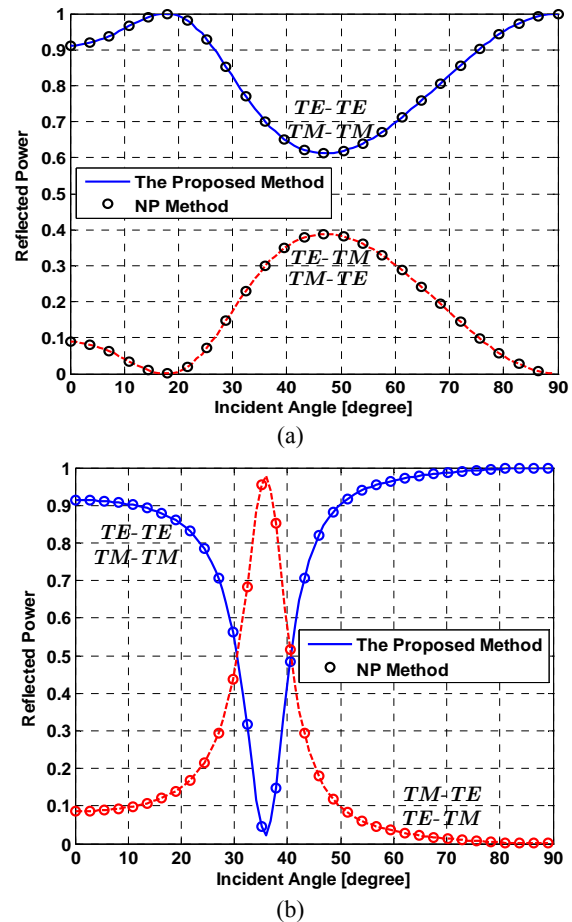 1
0.9
0.8
0.7
0.6
0.5
0.4
0.3
0.2
0.1
0
Reflected Power
TE-TE
TM-TM
The Proposed Method
NP Method
TE-TM
TM-TE
0 10 20 30 40 50 60 70 80 90
Incident Angle [degree]
(a)
1
0.9
0.8
0.7
0.6
0.5
0.4
0.3
0.2
0.1
0
Reflected Power
TE-TE
TM-TM
The Proposed Method
NP Method
TM-TE
TE-TM
0 10 20 30 40 50 60 70 80 90
Incident Angle [degree]
(b)